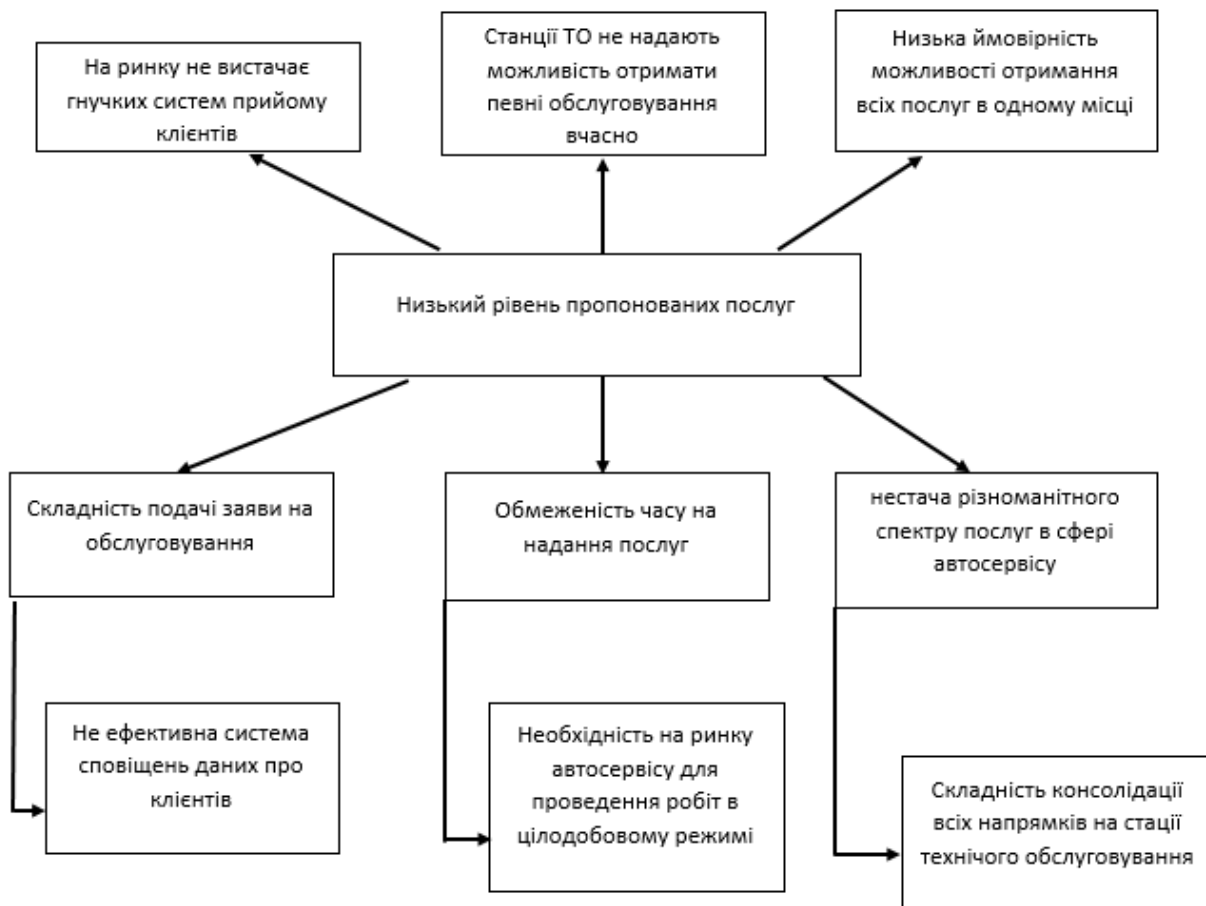 На ринку не вистачає
гнучких систем прийому
клієнтів
Станції ТО не надають
можливість отримати
певні обслуговування
вчасно
Низька ймовірність
можливості отримання
всіх послуг в одному місці
Низький рівень пропонованих послуг
Складність подачі заяви на
обслуговування
Обмеженість часу на
надання послуг
нестача різноманітного
спектру послуг в сфері
автосервісу
Не ефективна система
сповіщень даних про
клієнтів
Необхідність на ринку
автосервісу для
проведення робіт в
цілодобовому режимі
Складність консолідації
всіх напрямків на стації
технічого обслуговування